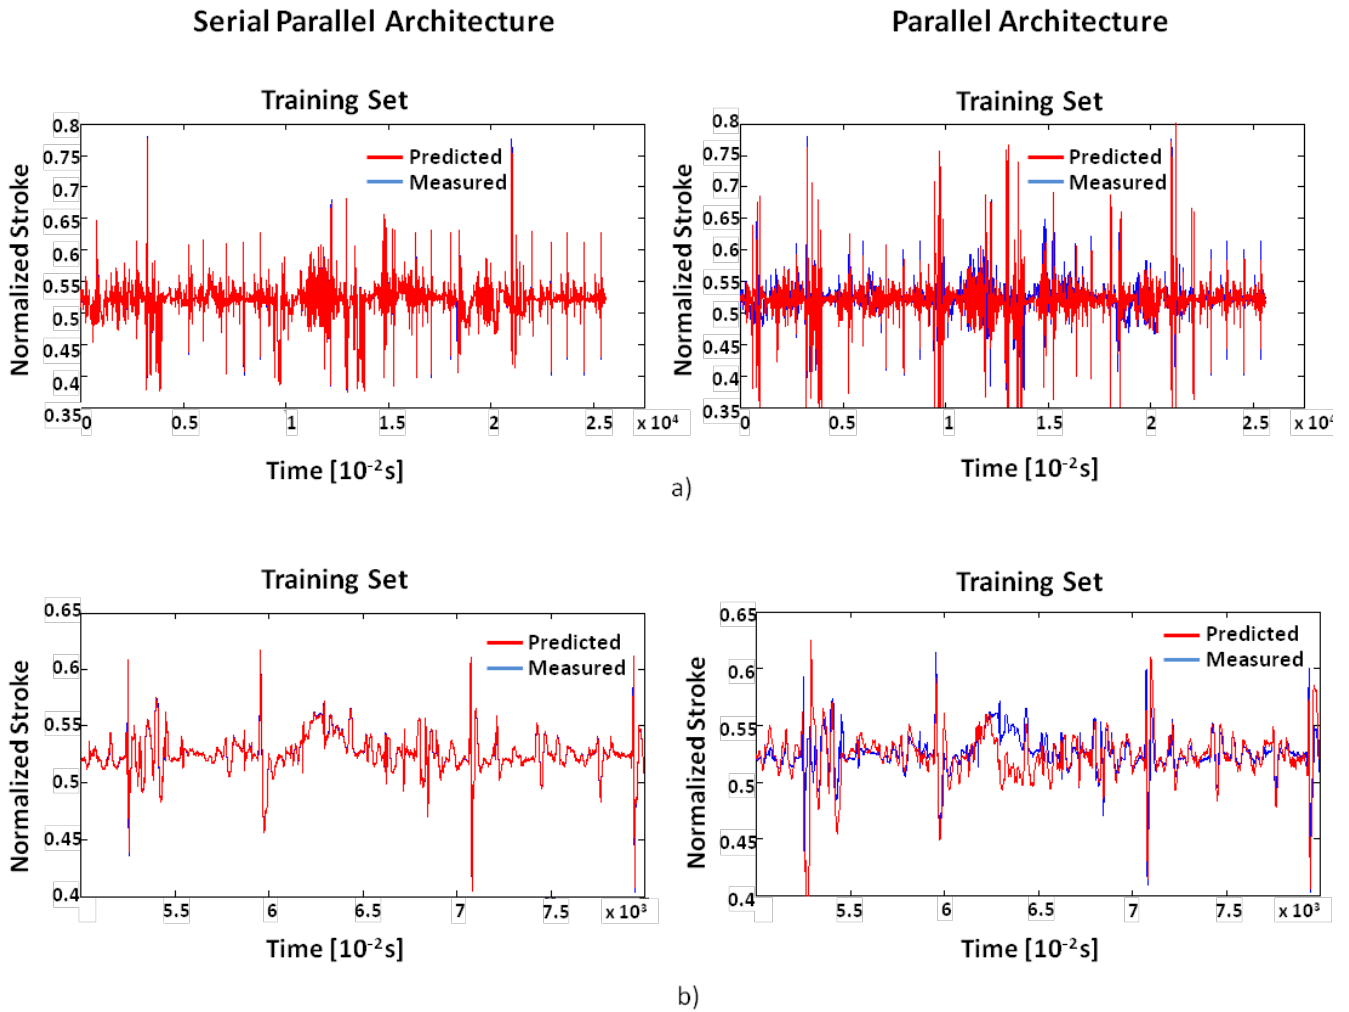 Serial Parallel Architecture
Parallel Architecture
Training Set
Normalized Stroke
0.8
0.75
0.7
0.65
0.6
0.55
0.5
0.45
0.4
0.35
Predicted
Measured
0
0.5
1
1.5
2
2.5
x 10⁴
Time [10⁻²s]
Training Set
Normalized Stroke
0.8
0.75
0.7
0.65
0.6
0.55
0.5
0.45
0.4
0.35
Predicted
Measured
0
0.5
1
1.5
2
2.5
x 10⁴
Time [10⁻²s]
a)
Training Set
Normalized Stroke
0.65
0.6
0.55
0.5
0.45
0.4
Predicted
Measured
5.5
6
6.5
7
7.5
x 10³
Time [10⁻²s]
Training Set
Normalized Stroke
0.65
0.6
0.55
0.5
0.45
0.4
Predicted
Measured
5.5
6
6.5
7
7.5
x 10³
Time [10⁻²s]
b)